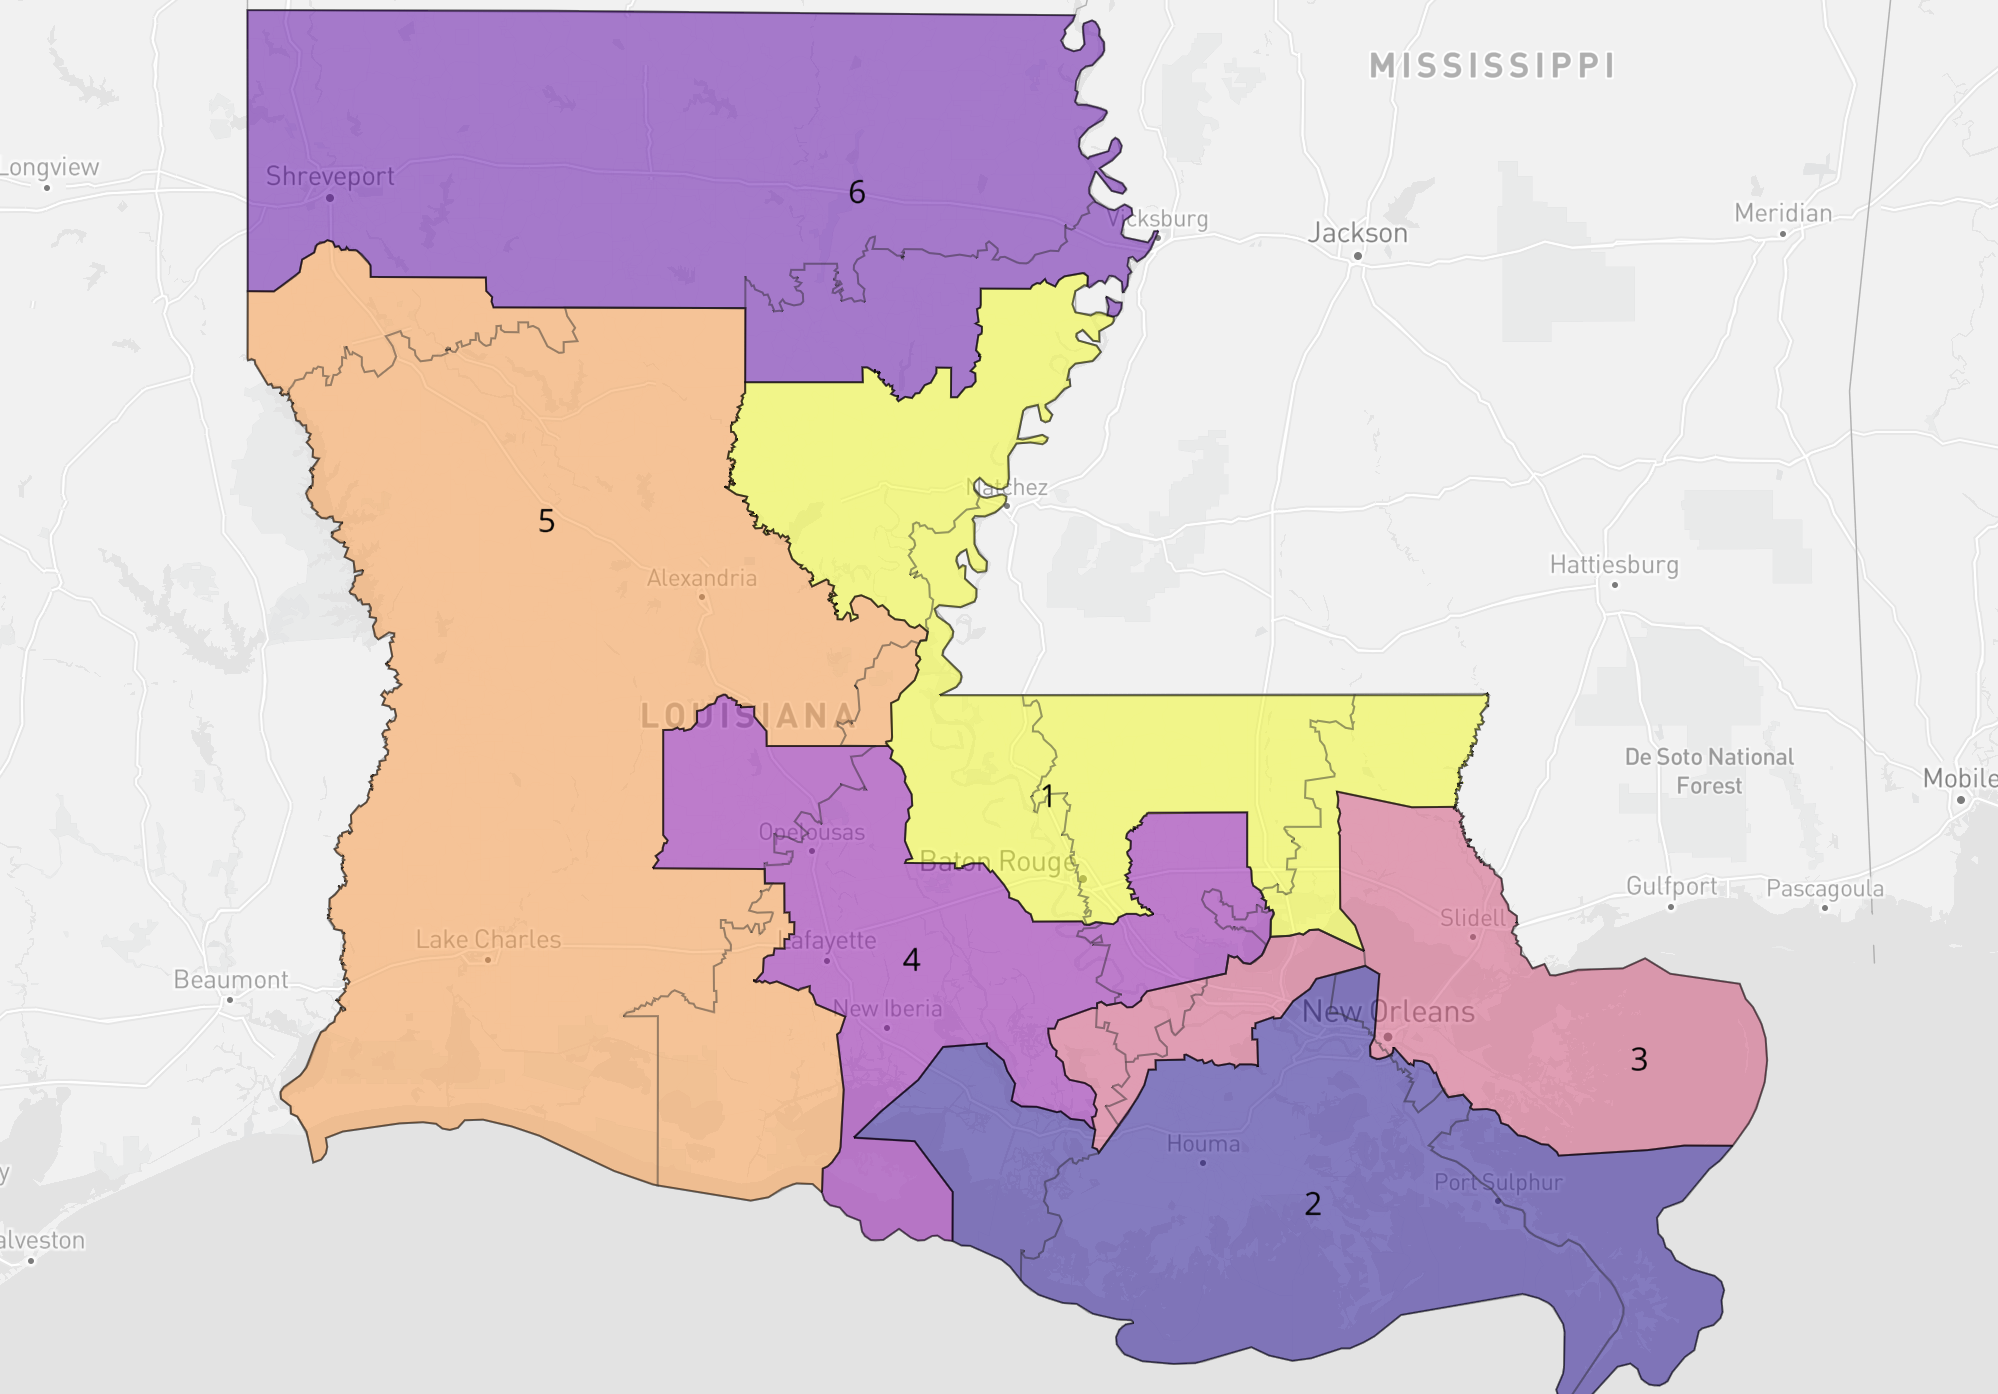 MISSISSIPPI
Longview
Shreveport
6
Vicksburg
Jackson
Meridian
5
Natchez
Alexandria
Hattiesburg
LOUISIANA
De Soto National
Forest
Mobile
1
Opelousas
Baton Rouge
Gulfport
Pascagoula
Slidell
Lake Charles
Lafayette
4
Beaumont
New Iberia
New Orleans
3
Houma
Port Sulphur
2
y
alveston